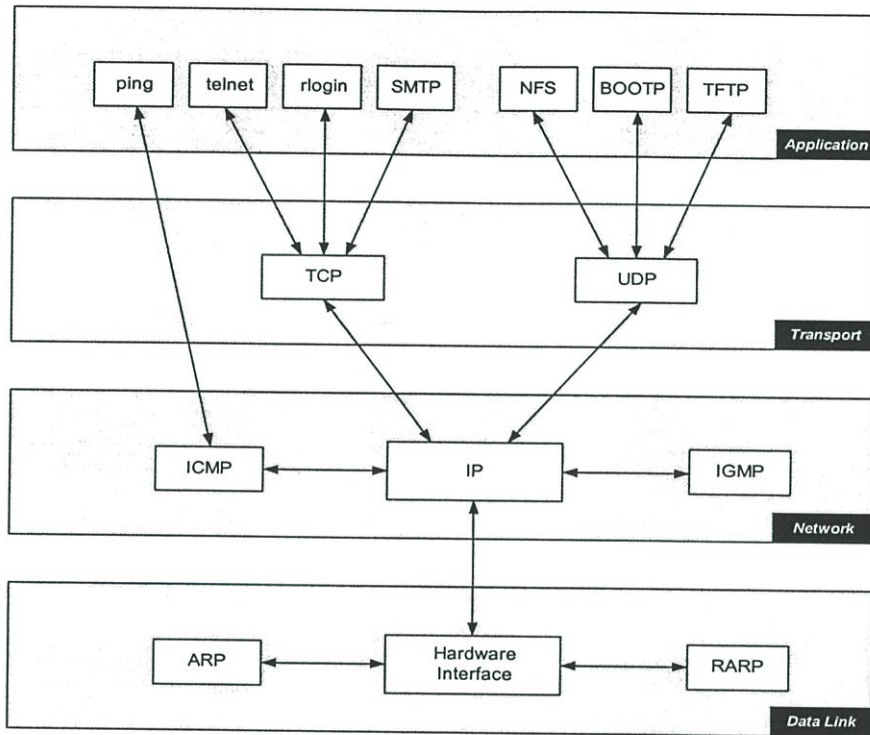 ping telnet rlogin SMTP NFS BOOTP TFTP
Application
TCP UDP
Transport
ICMP IP IGMP
Network
ARP Hardware RARP
Interface
Data Link